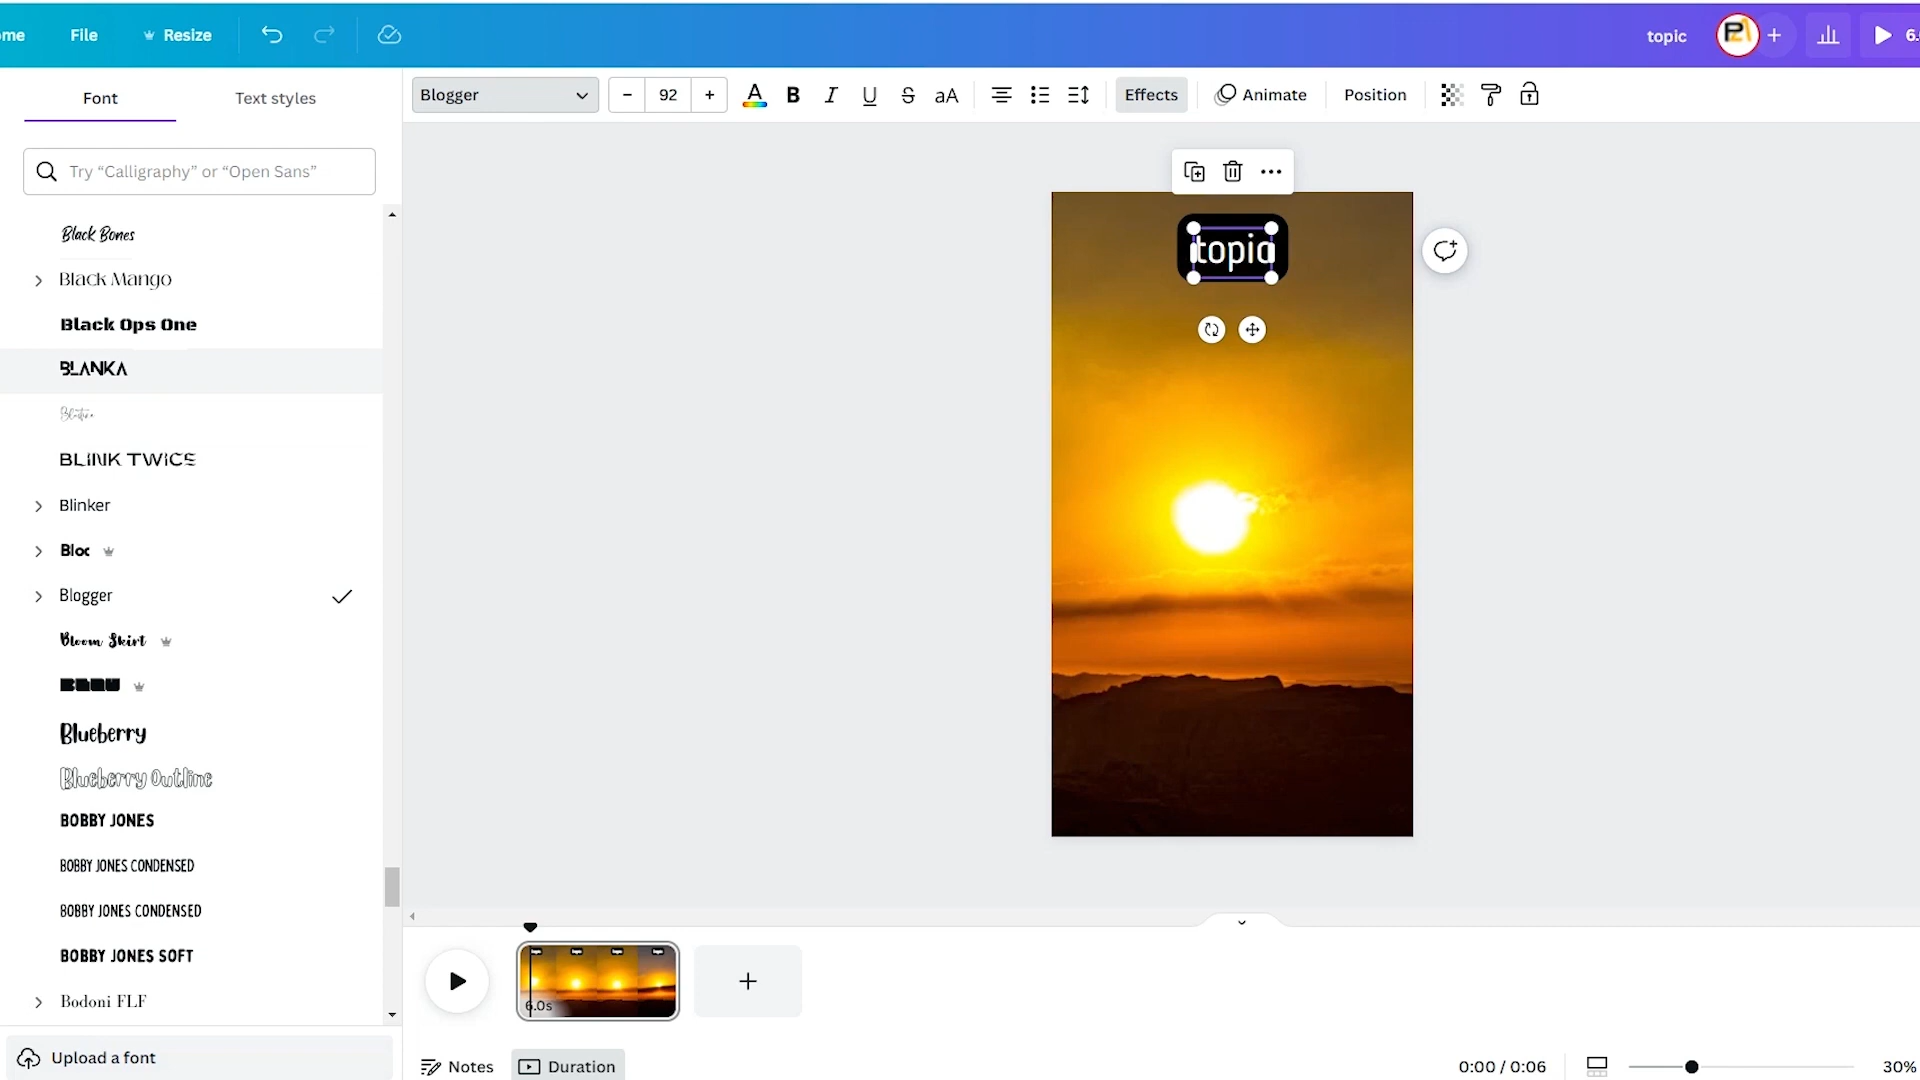 ome
File
Resize
topic
6.
Font
Text styles
Blogger
92
B
I
U
S
aA
Effects
Animate
Position
Try “Calligraphy” or “Open Sans”
Black Bones
Black Mango
Black Ops One
BLANKA
BLINK TWICE
Blinker
Bloc
Blogger
Bloom Skirt
Blueberry
Blueberry Outline
BOBBY JONES
BOBBY JONES CONDENSED
BOBBY JONES CONDENSED
BOBBY JONES SOFT
Bodoni FLF
Upload a font
topic
6.0s
Notes
Duration
0:00 / 0:06
30%